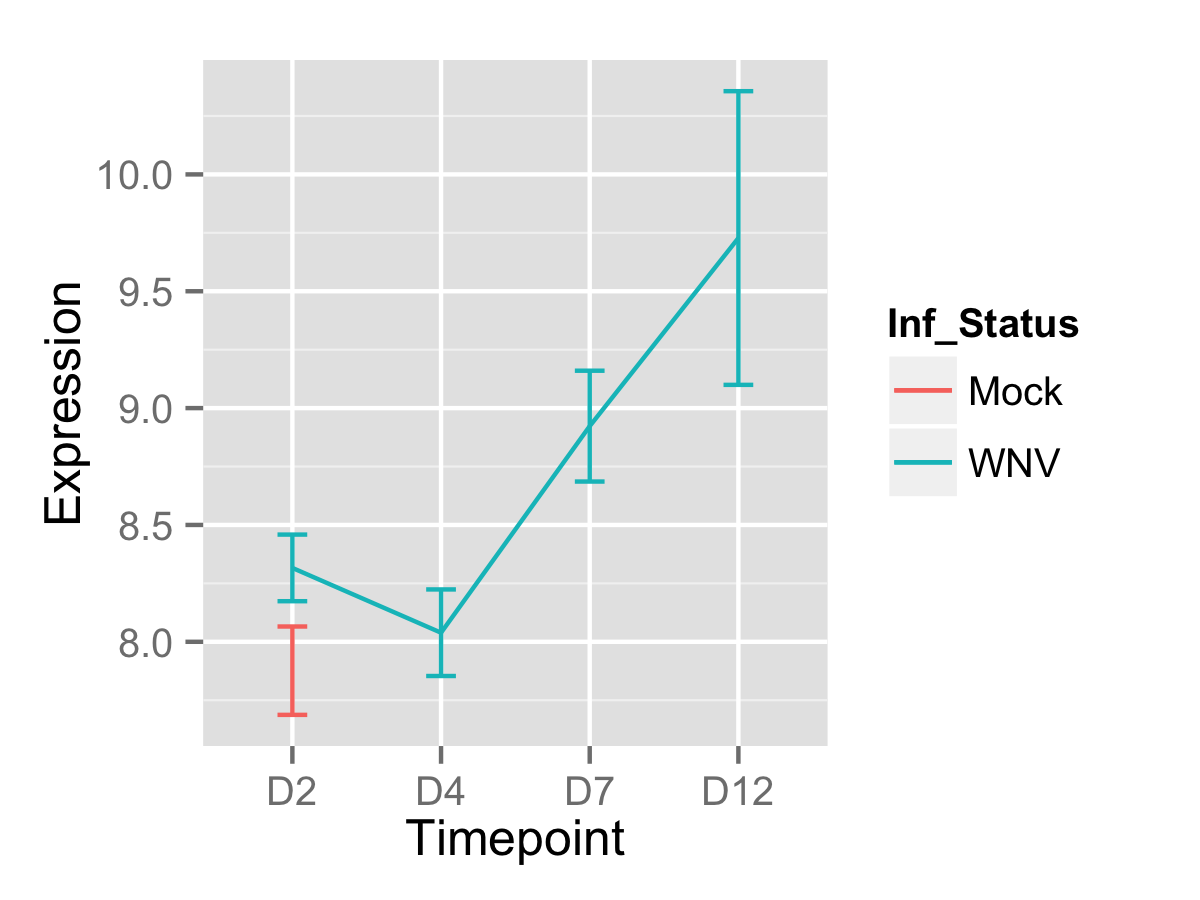 Expression
10.0
9.5
9.0
8.5
8.0
D2 D4 D7 D12
Timepoint
Inf_Status
Mock
WNV